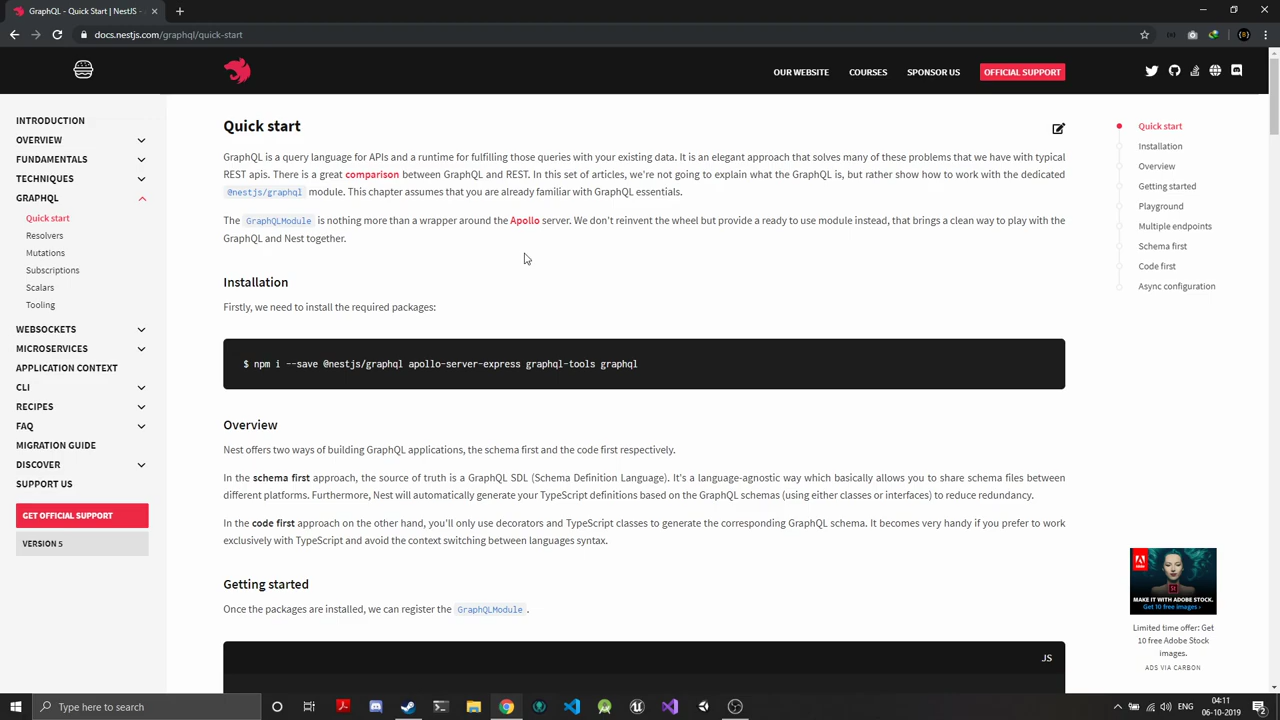 GraphQL - Quick Start | NestJS -
docs.nestjs.com/graphql/quick-start
OUR WEBSITE
COURSES
SPONSOR US
OFFICIAL SUPPORT
INTRODUCTION
OVERVIEW
FUNDAMENTALS
TECHNIQUES
GRAPHQL
Quick start
Resolvers
Mutations
Subscriptions
Scalars
Tooling
WEBSOCKETS
MICROSERVICES
APPLICATION CONTEXT
CLI
RECIPES
FAQ
MIGRATION GUIDE
DISCOVER
SUPPORT US
GET OFFICIAL SUPPORT
VERSION 5
Quick start
GraphQL is a query language for APIs and a runtime for fulfilling those queries with your existing data. It is an elegant approach that solves many of these problems that we have with typical
REST apis. There is a great comparison between GraphQL and REST. In this set of articles, we're not going to explain what the GraphQL is, but rather show how to work with the dedicated
@nestjs/graphql module. This chapter assumes that you are already familiar with GraphQL essentials.
The GraphQLModule is nothing more than a wrapper around the Apollo server. We don't reinvent the wheel but provide a ready to use module instead, that brings a clean way to play with the
GraphQL and Nest together.
Installation
Firstly, we need to install the required packages:
$ npm i --save @nestjs/graphql apollo-server-express graphql-tools graphql
Overview
Nest offers two ways of building GraphQL applications, the schema first and the code first respectively.
In the schema first approach, the source of truth is a GraphQL SDL (Schema Definition Language). It's a language-agnostic way which basically allows you to share schema files between
different platforms. Furthermore, Nest will automatically generate your TypeScript definitions based on the GraphQL schemas (using either classes or interfaces) to reduce redundancy.
In the code first approach on the other hand, you'll only use decorators and TypeScript classes to generate the corresponding GraphQL schema. It becomes very handy if you prefer to work
exclusively with TypeScript and avoid the context switching between languages syntax.
Getting started
Once the packages are installed, we can register the GraphQLModule.
JS
Quick start
Installation
Overview
Getting started
Playground
Multiple endpoints
Schema first
Code first
Async configuration
MAKE IT WITH ADOBE STOCK.
Get 10 free images ›
Limited time offer: Get
10 free Adobe Stock
images.
ADS VIA CARBON
Type here to search
ENG
04:11
06-10-2019